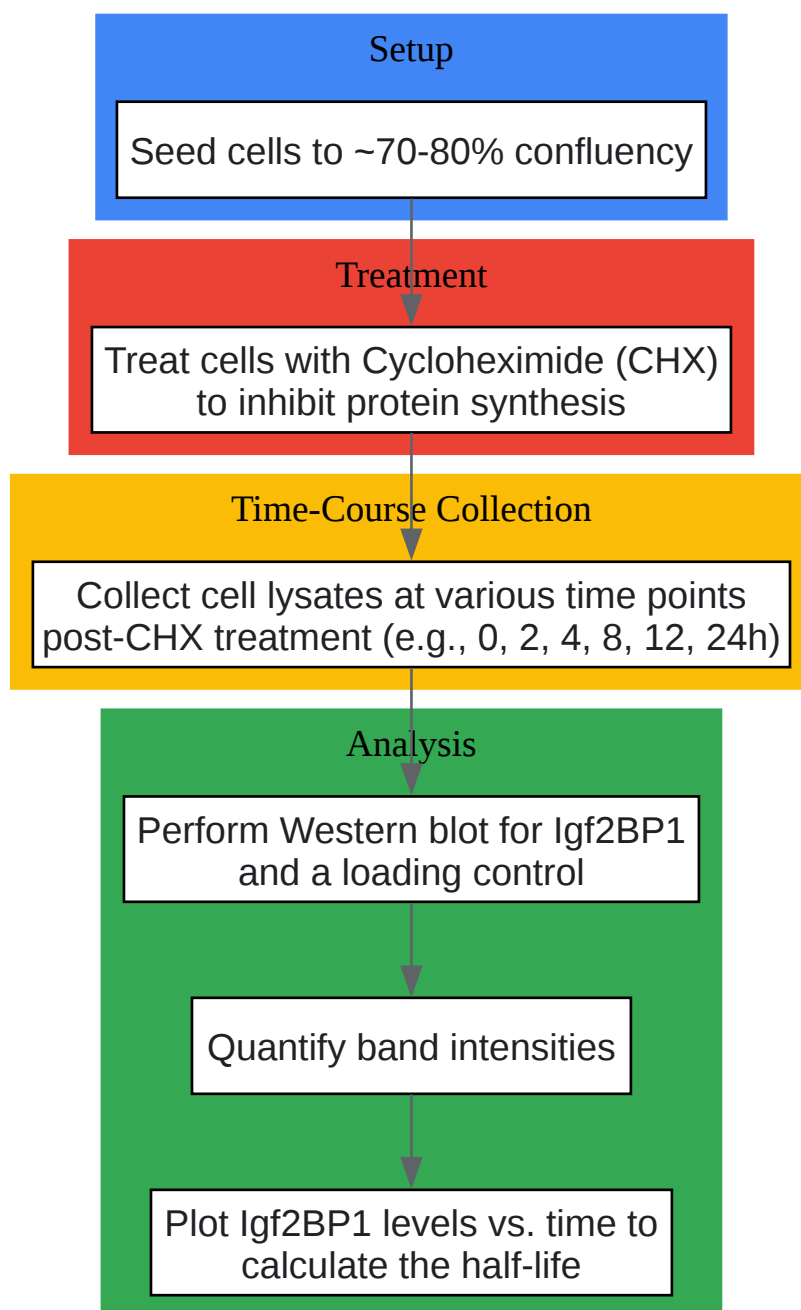 Setup
Seed cells to ~70-80% confluency
Treatment
Treat cells with Cycloheximide (CHX)
to inhibit protein synthesis
Time-Course Collection
Collect cell lysates at various time points
post-CHX treatment (e.g., 0, 2, 4, 8, 12, 24h)
Analysis
Perform Western blot for Igf2BP1
and a loading control
Quantify band intensities
Plot Igf2BP1 levels vs. time to
calculate the half-life